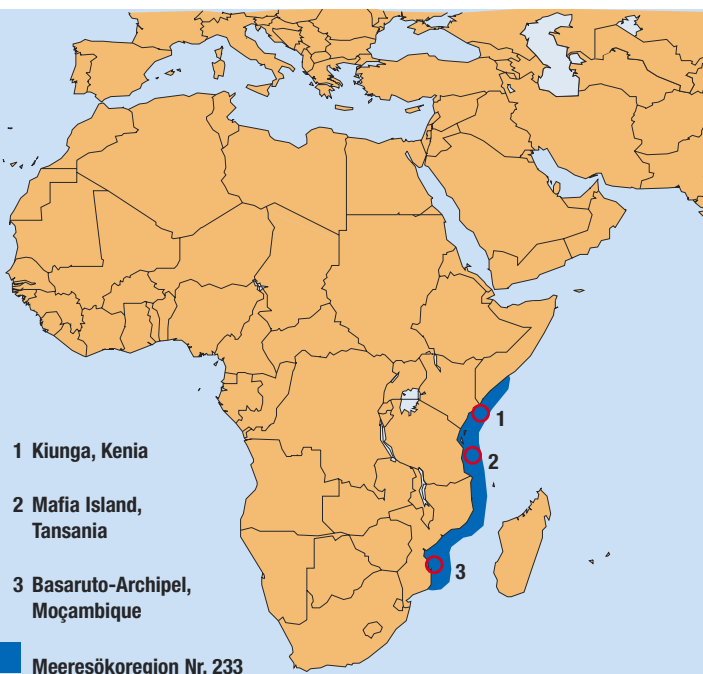 1
2
3
1 Kiunga, Kenia
2 Mafia Island,
Tansania
3 Basaruto-Archipel,
Moçambique
Meeresökoregion Nr. 233